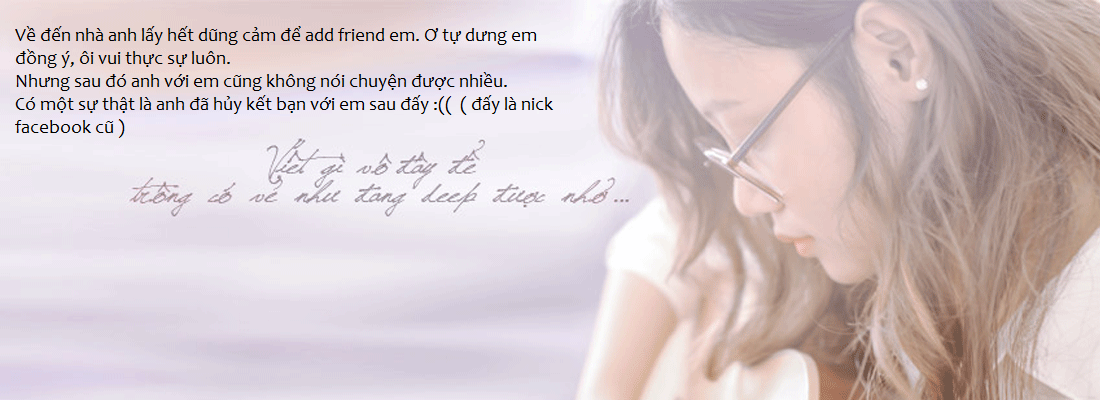 Về đến nhà anh lấy hết dũng cảm để add friend em. Ơ tự dưng em
đồng ý, ôi vui thực sự luôn.
Nhưng sau đó anh với em cũng không nói chuyện được nhiều.
Có một sự thật là anh đã hủy kết bạn với em sau đấy :(( ( đấy là nick
facebook cũ )
Viết gì vô đây để
trông có vẻ như đang deep được nhở...